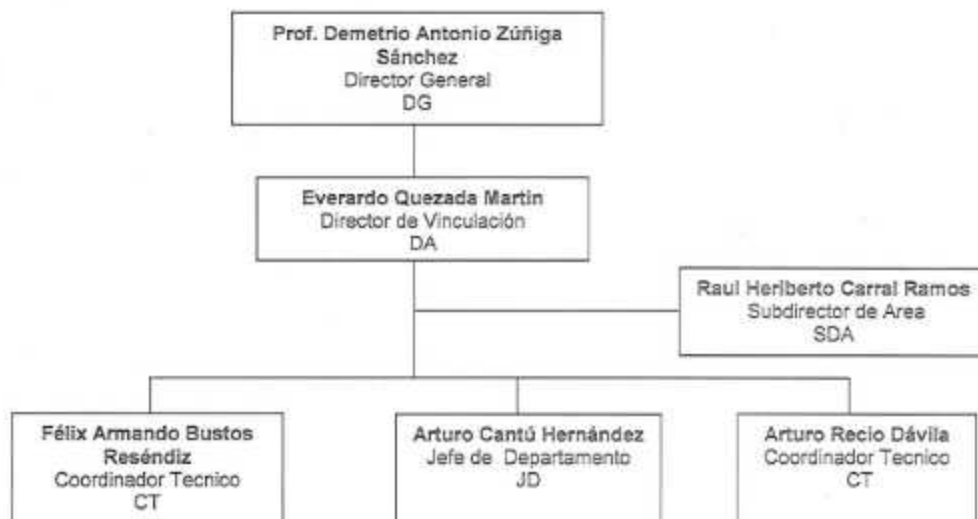 Prof. Demetrio Antonio Zúñiga
Sánchez
Director General
DG
Everardo Quezada Martin
Director de Vinculación
DA
Raul Heriberto Carral Ramos
Subdirector de Area
SDA
Félix Armando Bustos
Reséndiz
Coordinador Tecnico
CT
Arturo Cantú Hernández
Jefe de Departamento
JD
Arturo Recio Dávila
Coordinador Tecnico
CT